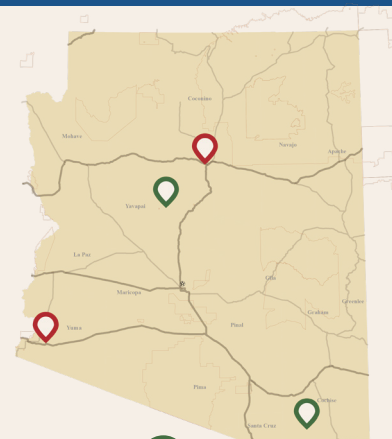 Coconino
Mohave
Navajo
Apache
Yavapai
La Paz
Gila
Maricopa
Greenlee
Graham
Yuma
Pinal
Pima
Cochise
Santa Cruz